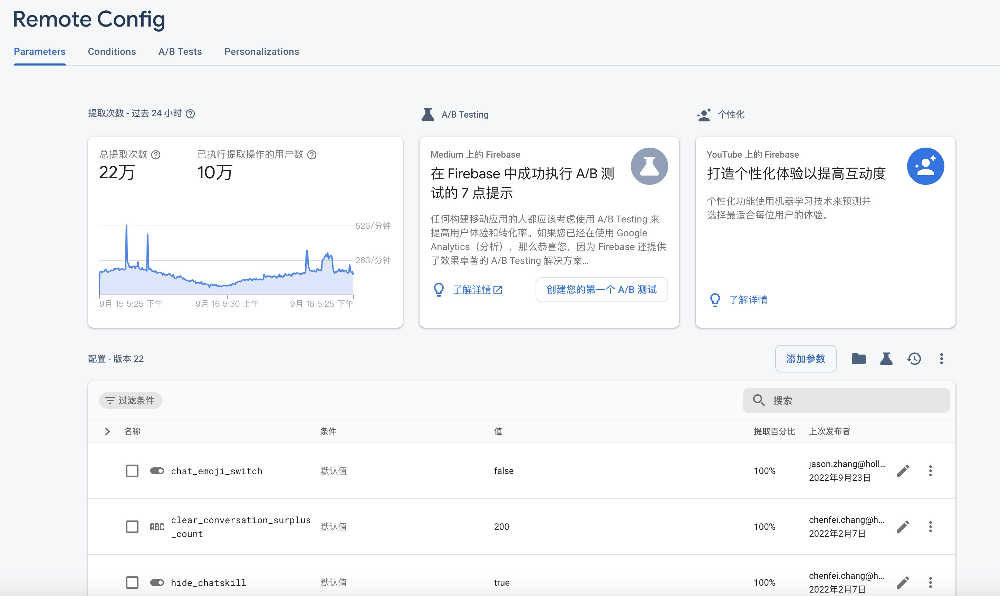 Remote Config
Parameters
Conditions
A/B Tests
Personalizations
提取次数 - 过去 24 小时
总提取次数
22万
已执行提取操作的用户数
10万
526/分钟
263/分钟
9月 15 5:25 下午
9月 16 5:30 上午
9月 16 5:25 下午
A/B Testing
Medium 上的 Firebase
在 Firebase 中成功执行 A/B 测
试的 7 点提示
任何构建移动应用的人都应该考虑使用 A/B Testing 来
提高用户体验和转化率。如果您已经在使用 Google
Analytics（分析），那么恭喜您，因为 Firebase 还提供
了效果卓著的 A/B Testing 解决方案...
了解详情
创建您的第一个 A/B 测试
个性化
YouTube 上的 Firebase
打造个性化体验以提高互动度
个性化功能使用机器学习技术来预测并
选择最适合每位用户的体验。
了解详情
配置 - 版本 22
添加参数
过滤条件
搜索
名称
条件
值
提取百分比
上次发布者
chat_emoji_switch
默认值
false
100%
jason.zhang@holl...
2022年9月23日
ABC
clear_conversation_surplus
_count
默认值
200
100%
chenfei.chang@h...
2022年2月7日
hide_chatskill
默认值
true
100%
chenfei.chang@h...
2022年2月7日